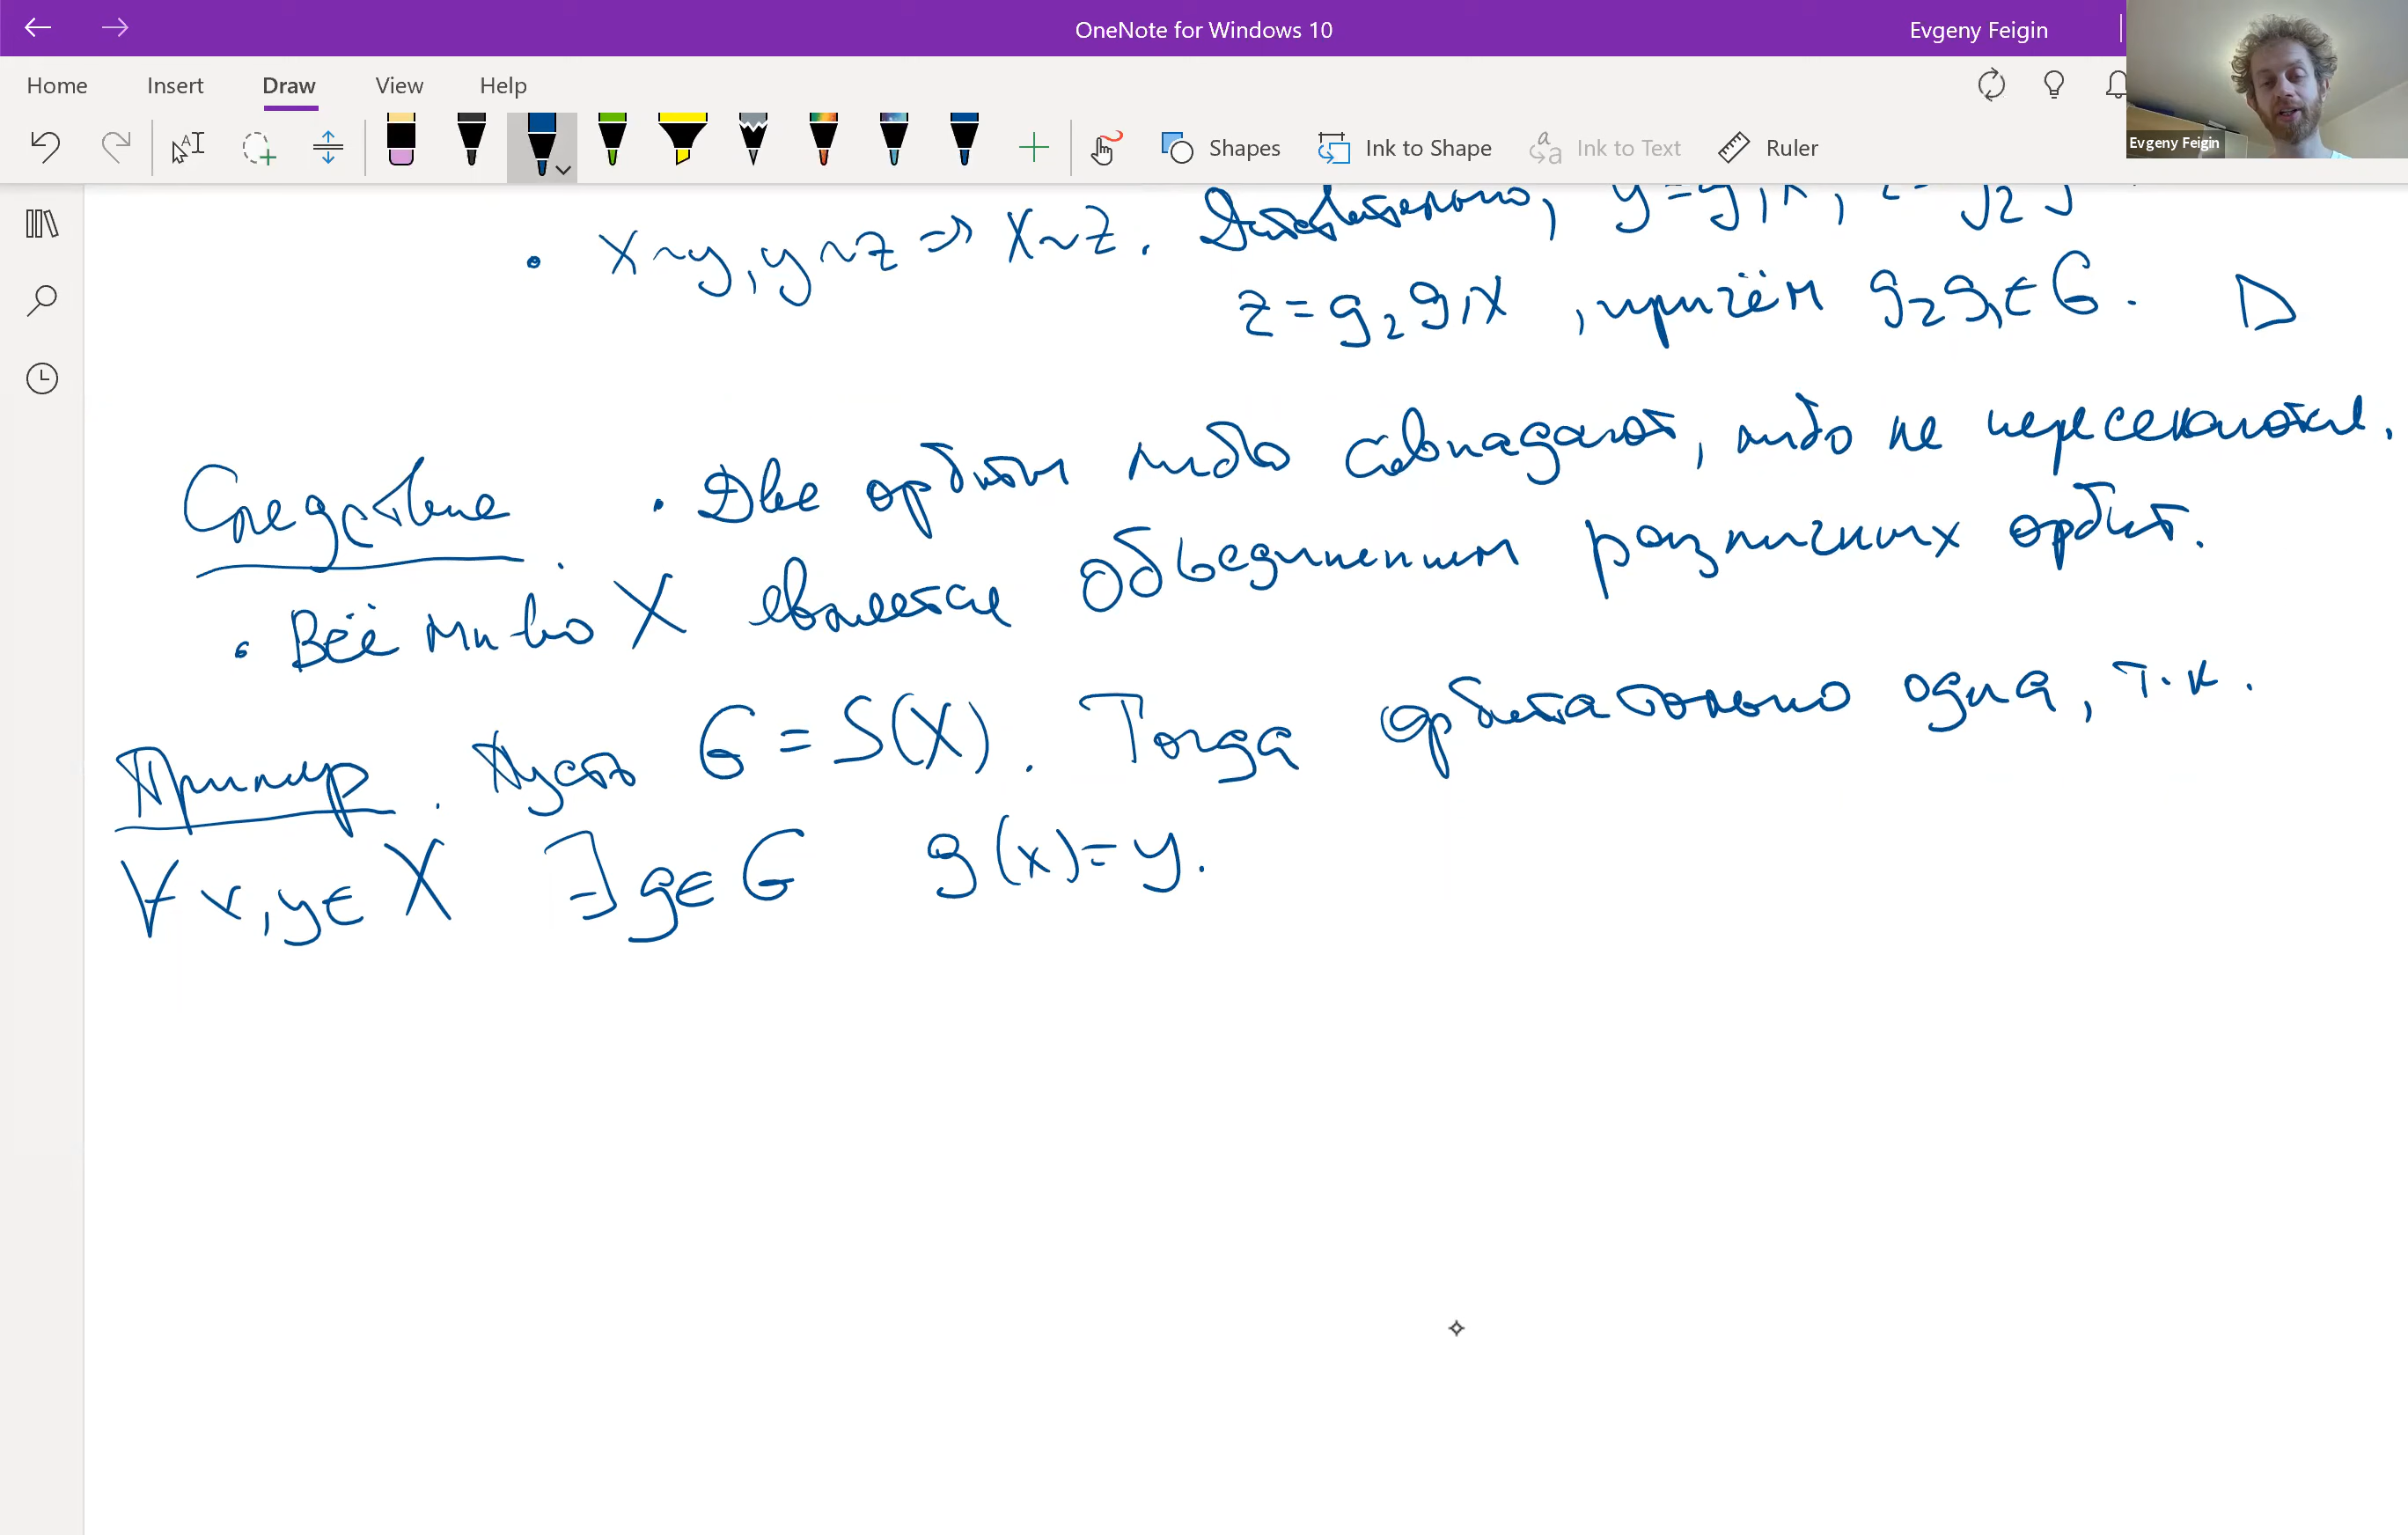 OneNote for Windows 10
Evgeny Feigin
Home Insert Draw View Help
Shapes Ink to Shape Ink to Text Ruler
Evgeny Feigin
• x~y, y~z => x~z. Действительно, y=g₁x,
z = g₂g₁x, причём g₂g₁∈G. D
Следствие. • Две орбиты либо совпадают, либо не пересекаются.
• Всё мн-во X является объединением различных орбит.
Пример. Пусть G = S(X). Тогда орбита только одна, т.к.
∀ x, y ∈ X ∃ g ∈ G g(x) = y.